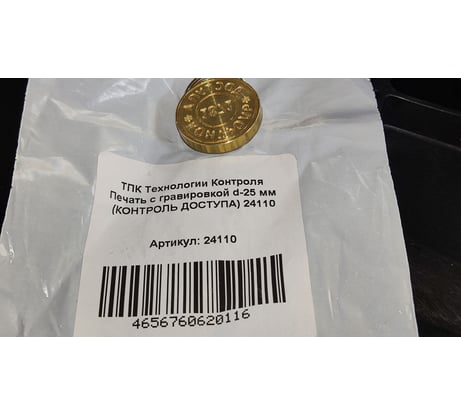 ТПК Технологии Контроля
Печать с гравировкой d-25 мм
(КОНТРОЛЬ ДОСТУПА) 24110
Артикул: 24110
4656760620116